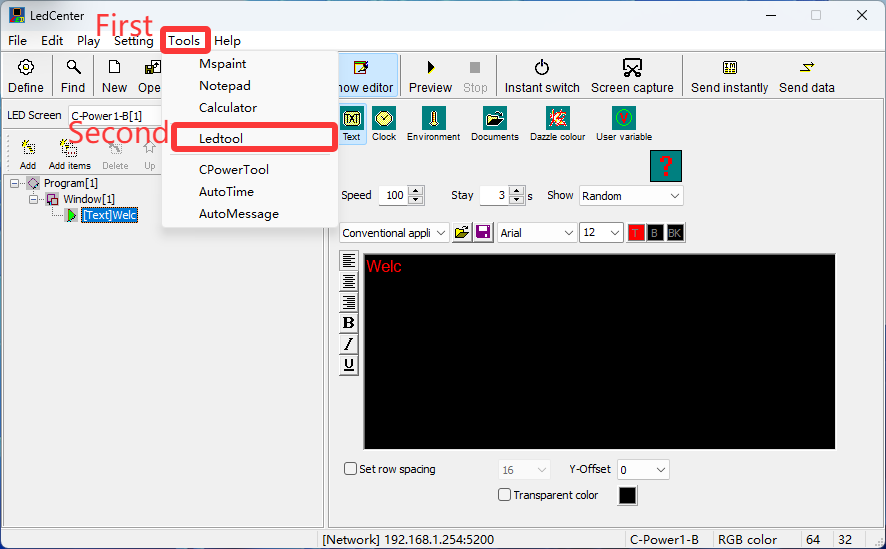 LedCenter
First
File Edit Play Setting Tools Help
Define Find New Ope
Mspaint
Notepad
Calculator
Ledtool
CPowerTool
AutoTime
AutoMessage
how editor Preview Stop Instant switch Screen capture Send instantly Send data
LED Screen C-Power1-B[1]
Second
Add Add items Delete Up
Program[1]
Window[1]
[Text]Welc
Text Clock Environment Documents Dazzle colour User variable
?
Speed 100 Stay 3 s Show Random
Conventional appli Arial 12 T B BK
Welc
B
I
U
Set row spacing 16 Y-Offset 0
Transparent color
[Network] 192.168.1.254:5200 C-Power1-B RGB color 64 32